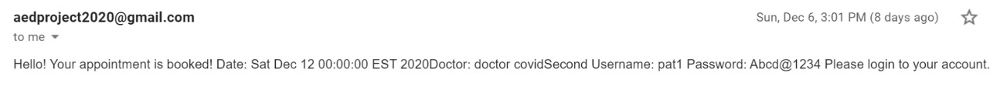 aedproject2020@gmail.com
Sun, Dec 6, 3:01 PM (8 days ago)
to me
Hello! Your appointment is booked! Date: Sat Dec 12 00:00:00 EST 2020Doctor: doctor covidSecond Username: pat1 Password: Abcd@1234 Please login to your account.